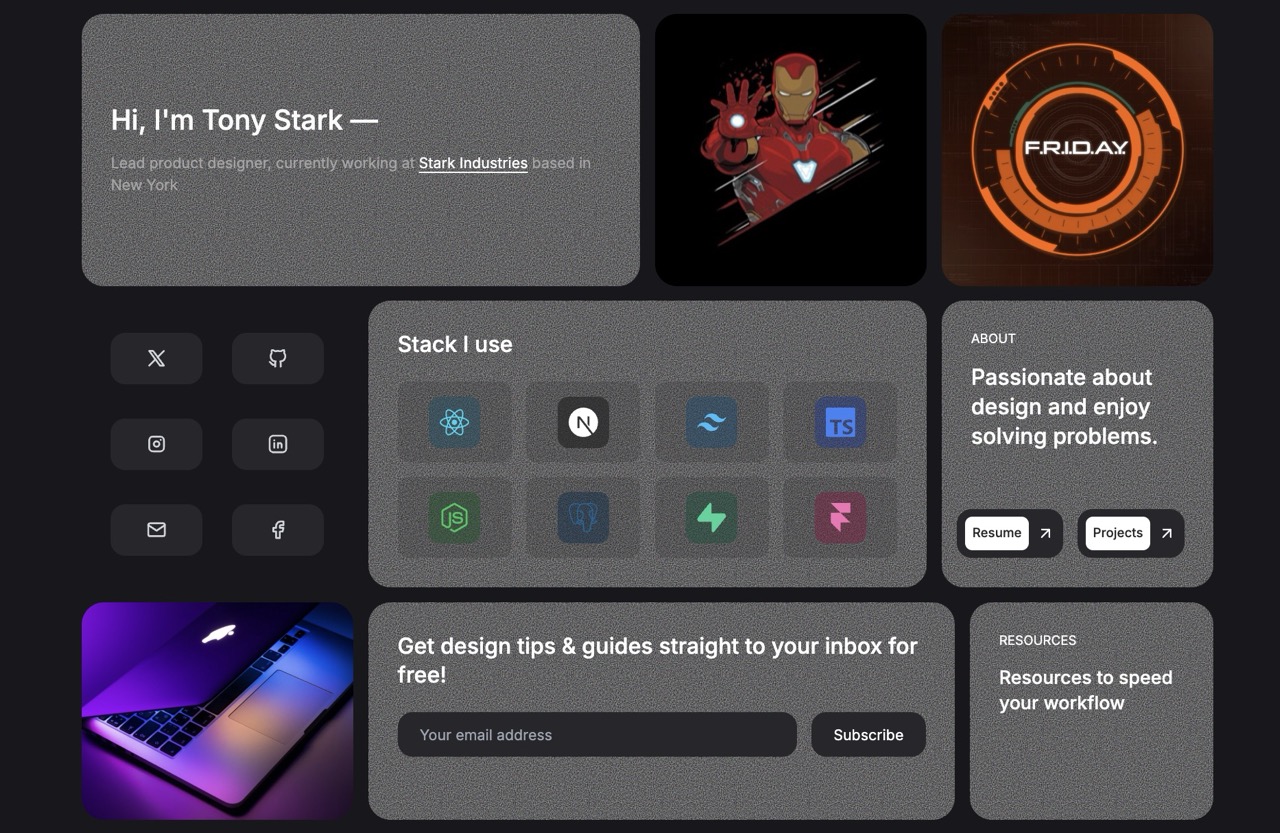 Hi, I'm Tony Stark —
Lead product designer, currently working at Stark Industries based in
New York
F.R.I.D.A.Y.
Stack I use
N
TS
JS
ABOUT
Passionate about
design and enjoy
solving problems.
Resume
Projects
in
Get design tips & guides straight to your inbox for
free!
Your email address
Subscribe
RESOURCES
Resources to speed
your workflow